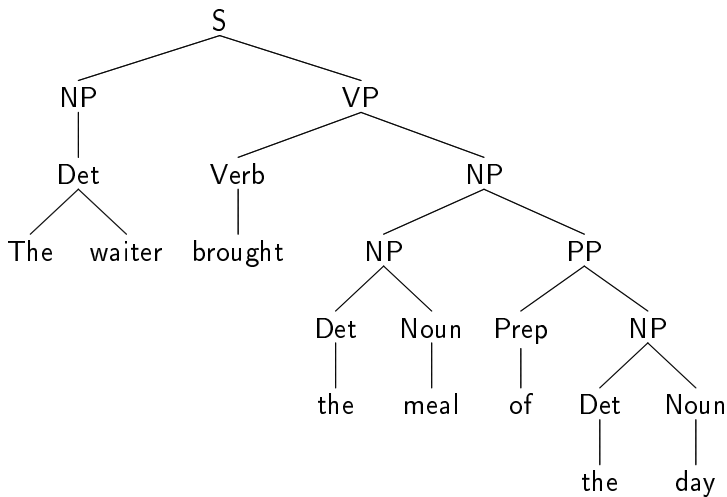 S
NP VP
Det Verb NP
The waiter brought NP PP
Det Noun Prep NP
the meal of Det Noun
the day